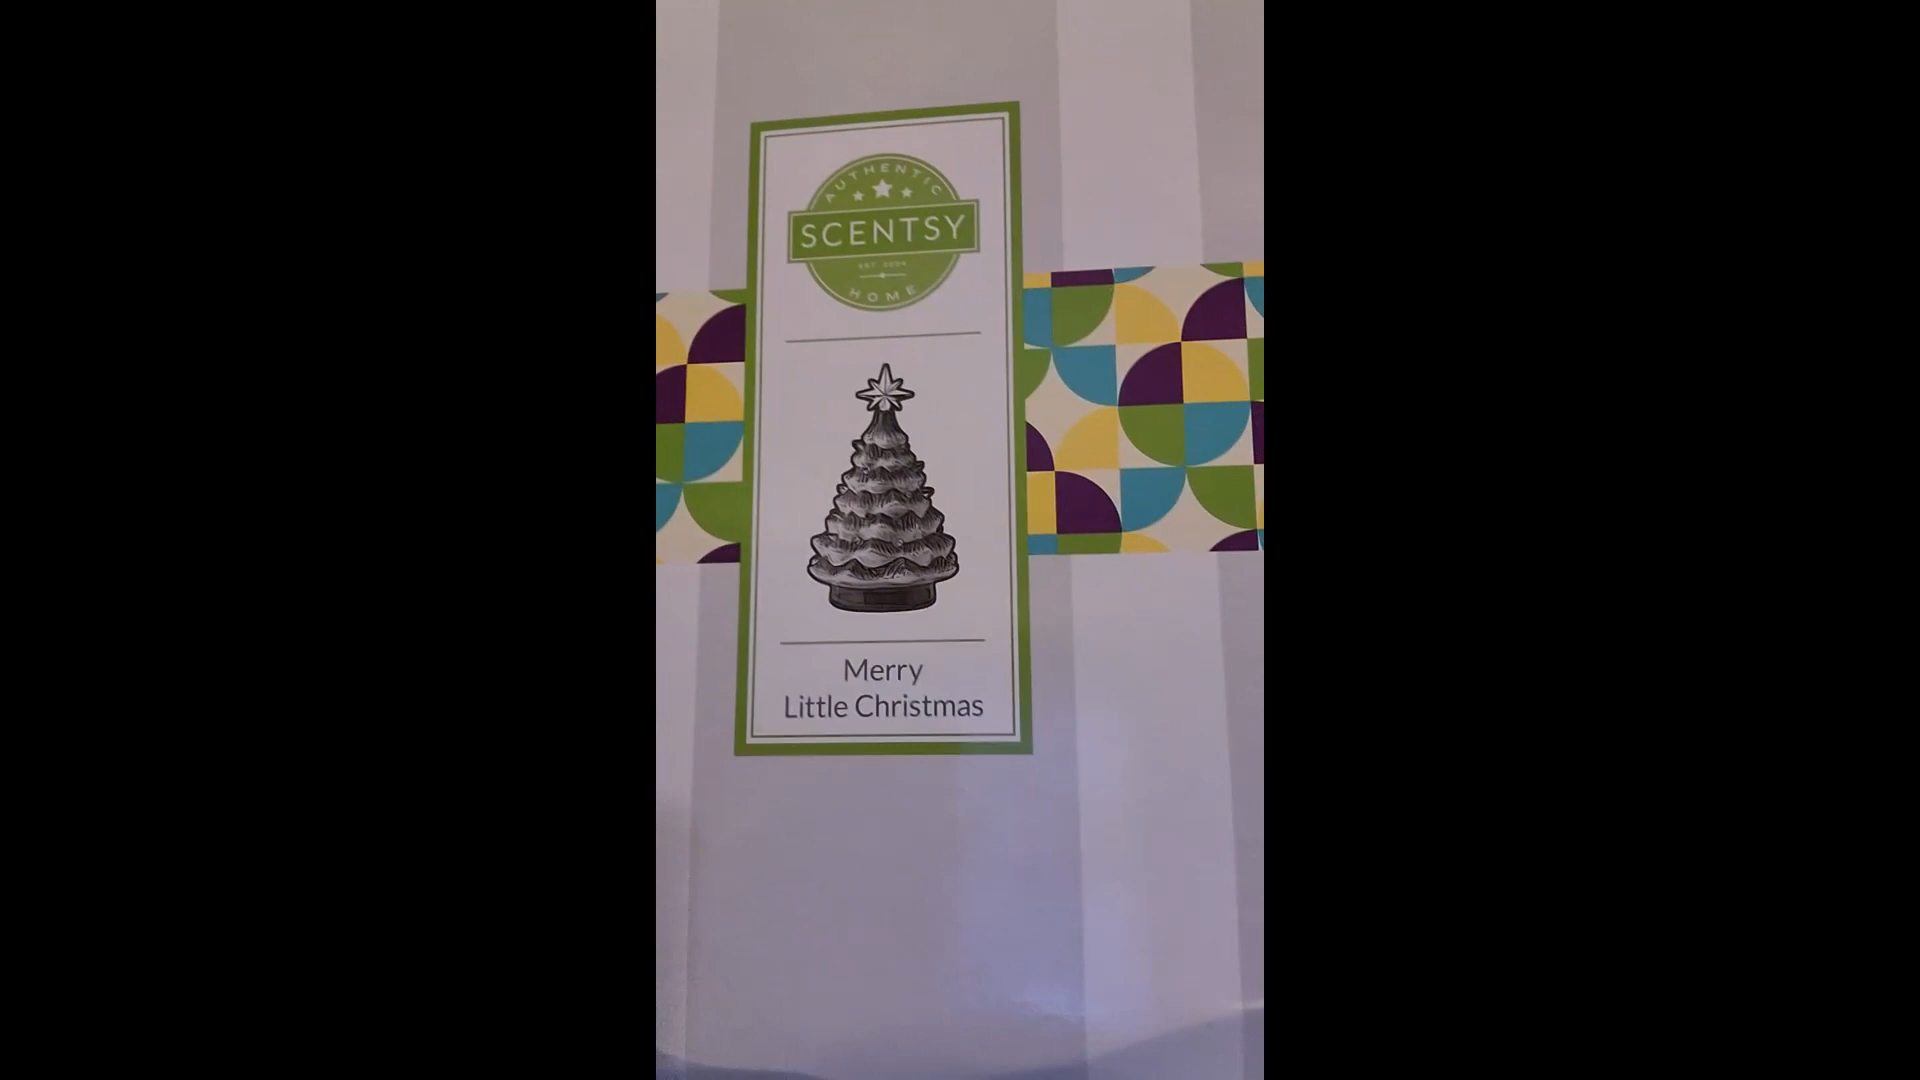 AUTHENTIC
SCENTSY
EST. 2004
HOME
Merry
Little Christmas